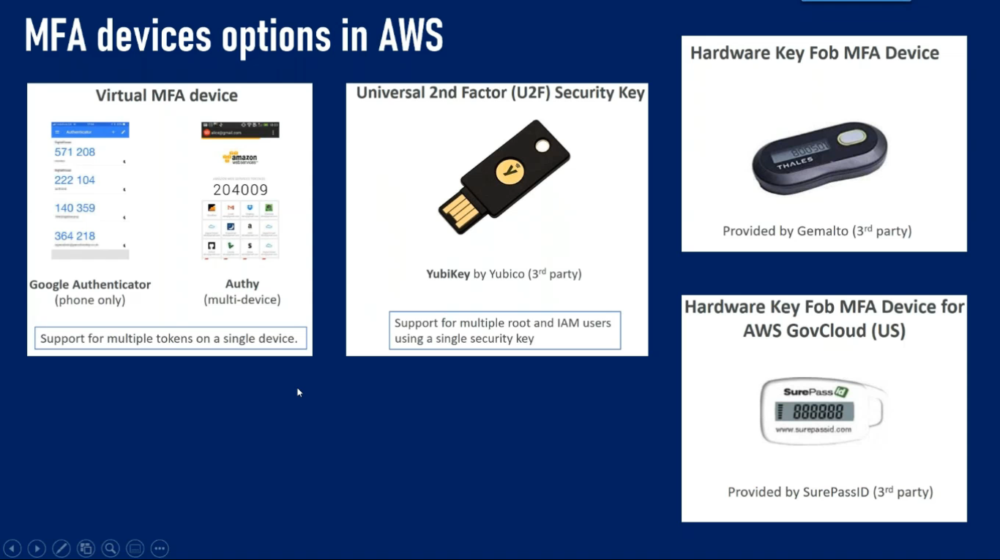 MFA devices options in AWS
Virtual MFA device
Authenticator
571 208
222 104
140 359
364 218
alice@gmail.com
amazon
web services
204009
Google Authenticator
(phone only)
Authy
(multi-device)
Support for multiple tokens on a single device.
Universal 2nd Factor (U2F) Security Key
YubiKey by Yubico (3rd party)
Support for multiple root and IAM users
using a single security key
Hardware Key Fob MFA Device
THALES
Provided by Gemalto (3rd party)
Hardware Key Fob MFA Device for
AWS GovCloud (US)
SurePassid
888888
www.surepassid.com
Provided by SurePassID (3rd party)